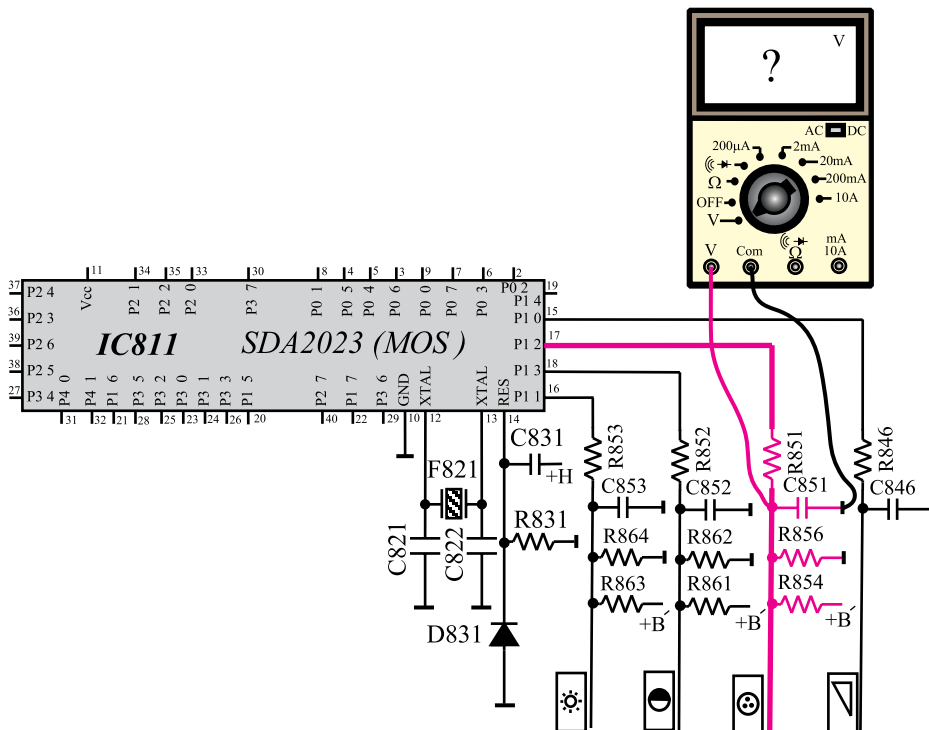 V
?
AC DC
200µA 2mA
20mA
Ω 200mA
OFF 10A
V
V Com Ω mA
10A
11 34 35 33 30 8 4 5 3 9 7 6 2
37 P2 4 Vcc P2 1 P2 2 P2 0 P3 7 P0 1 P0 5 P0 4 P0 6 P0 0 P0 7 P0 3 P0 2 19
P1 4
36 P2 3 P1 0 15
39 P2 6 IC811 SDA2023 (MOS) P1 2 17
38 P2 5 P1 3 18
27 P3 4 P4 0 P4 1 P1 6 P3 5 P3 2 P3 0 P3 1 P3 3 P1 5 P2 7 P1 7 P3 6 GND XTAL XTAL RES P1 1 16
31 32 21 28 25 23 24 26 20 40 22 29 10 12 13 14
C831
+H
R853 R852 R851 R846
F821
C853 C852 C851 C846
R831
C821 C822
R864 R862 R856
R863 R861 R854
+B´ +B´ +B´
D831